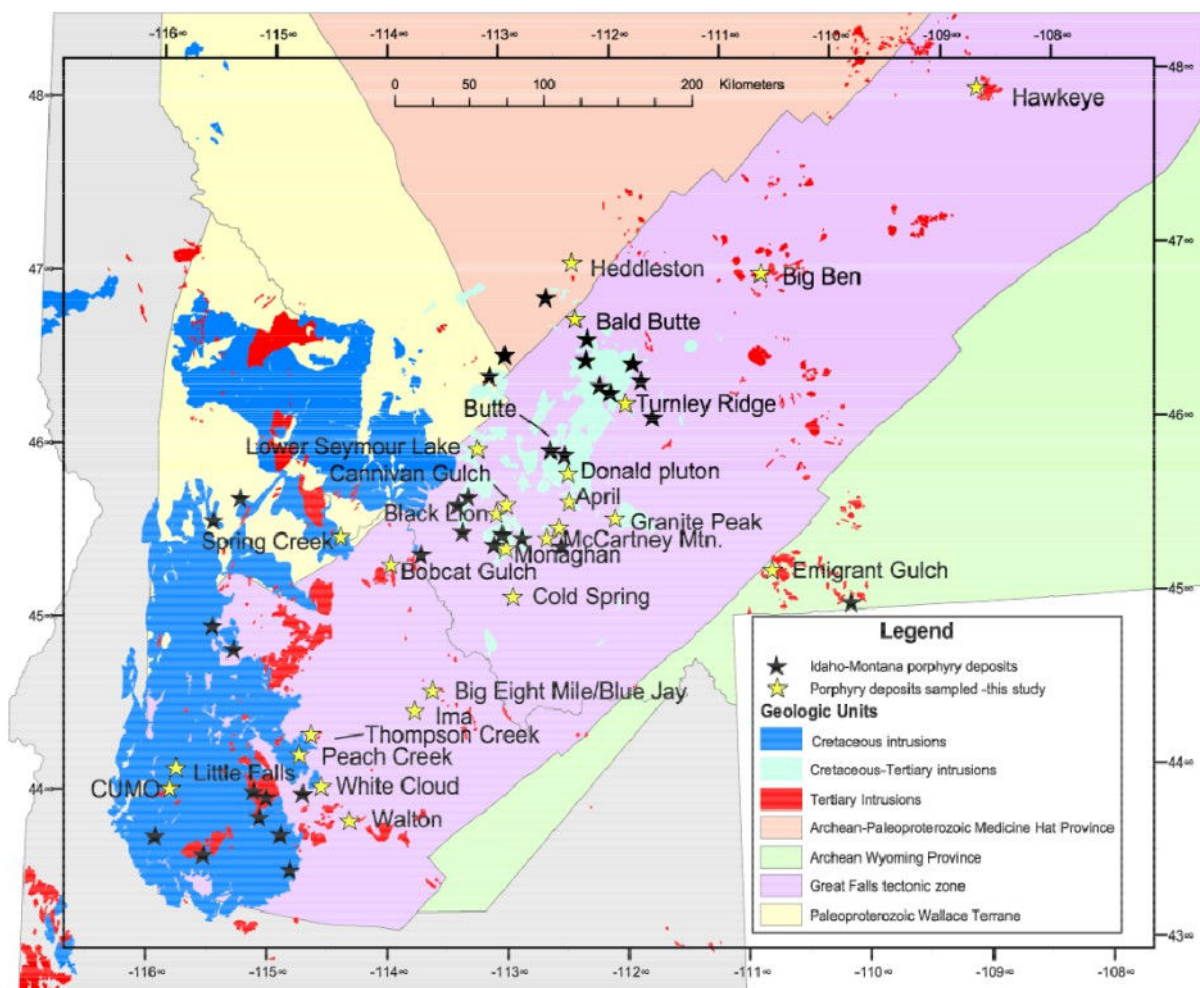 -116∞ -115∞ -114∞ -113∞ -112∞ -111∞ -110∞ -109∞ -108∞
0 50 100 200 Kilometers
48∞ 48∞
Hawkeye
47∞ 47∞
Heddleston
Big Ben
Bald Butte
Butte
Turnley Ridge
46∞ 46∞
Lower Seymour Lake
Cannivan Gulch
Donald pluton
April
Black Lion
Granite Peak
Spring Creek
McCartney Mtn.
Monaghan
Bobcat Gulch
Emigrant Gulch
Cold Spring
45∞ 45∞
Big Eight Mile/Blue Jay
Ima
Thompson Creek
Peach Creek
Little Falls
White Cloud
44∞ 44∞
CUMO
Walton
43∞
Legend
Idaho-Montana porphyry deposits
Porphyry deposits sampled -this study
Geologic Units
Cretaceous intrusions
Cretaceous-Tertiary intrusions
Tertiary Intrusions
Archean-Paleoproterozoic Medicine Hat Province
Archean Wyoming Province
Great Falls tectonic zone
Paleoproterozoic Wallace Terrane
-116∞ -115∞ -114∞ -113∞ -112∞ -111∞ -110∞ -109∞ -108∞